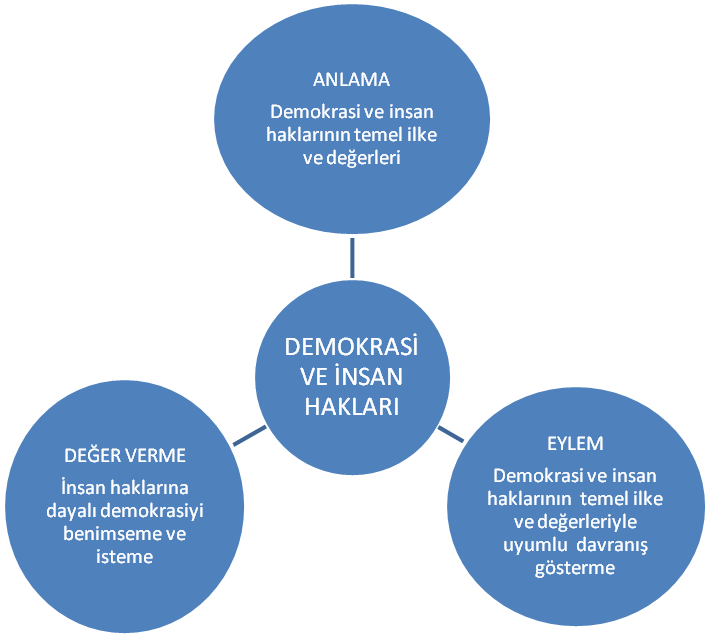 ANLAMA
Demokrasi ve insan
haklarının temel ilke
ve değerleri
DEMOKRASİ
VE İNSAN
HAKLARI
DEĞER VERME
İnsan haklarına
dayalı demokrasiyi
benimseme ve
isteme
EYLEM
Demokrasi ve insan
haklarının temel ilke
ve değerleriyle
uyumlu davranış
gösterme